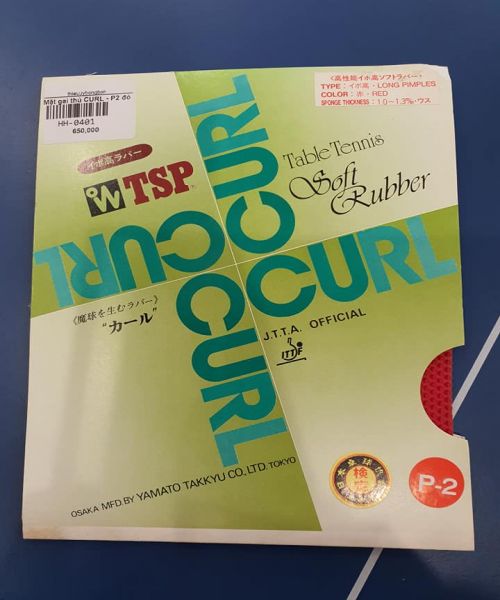 thieuybongban
Mặt gai thủ CURL - P2 đỏ
HH-0401
650,000
〈高性能イボ高ソフトラバー〉
TYPE : イボ高・LONG PIMPLES
COLOR : 赤・RED
SPONGE THICKNESS : 1.0〜1.3%・ウス
イボ高ラバー
TSP
Table Tennis
Soft
Rubber
CURL
CURL
CURL
CURL
《魔球を生むラバー》
“カール”
J.T.T.A. OFFICIAL
ITTF
OSAKA MFD. BY YAMATO TAKKYU CO., LTD. TOKYO
P-2